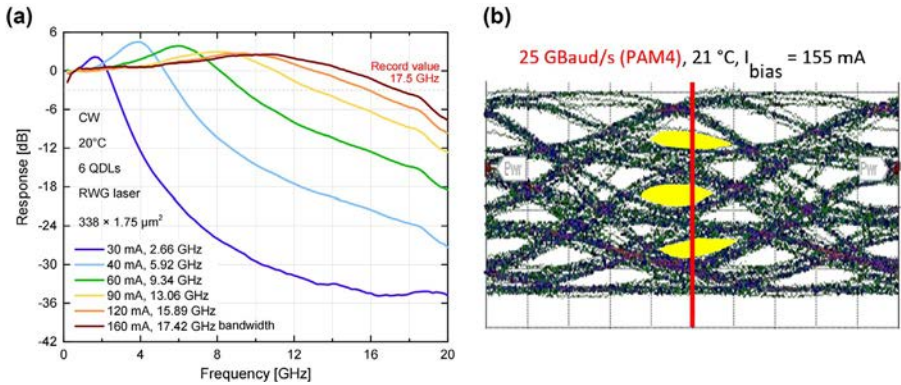 (a)
6
0
-6
-12
-18
-24
-30
-36
-42
Response [dB]
Record value
17.5 GHz
CW
20°C
6 QDLs
RWG laser
338 × 1.75 µm²
30 mA, 2.66 GHz
40 mA, 5.92 GHz
60 mA, 9.34 GHz
90 mA, 13.06 GHz
120 mA, 15.89 GHz
160 mA, 17.42 GHz bandwidth
0 4 8 12 16 20
Frequency [GHz]
(b)
25 GBaud/s (PAM4), 21 °C, I bias = 155 mA
Pwr
Pwr